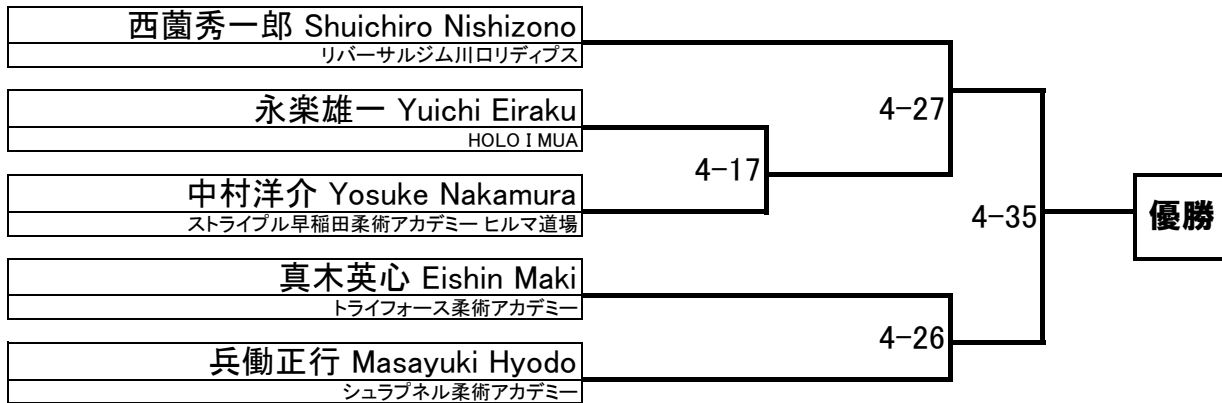 西薗秀一郎 Shuichiro Nishizono
リバーサルジム川口リディプス
永楽雄一 Yuichi Eiraku
HOLO I MUA
4-27
4-17
中村洋介 Yosuke Nakamura
ストライプル早稲田柔術アカデミー ヒルマ道場
4-35
優勝
真木英心 Eishin Maki
トライフォース柔術アカデミー
4-26
兵働正行 Masayuki Hyodo
シュラプネル柔術アカデミー